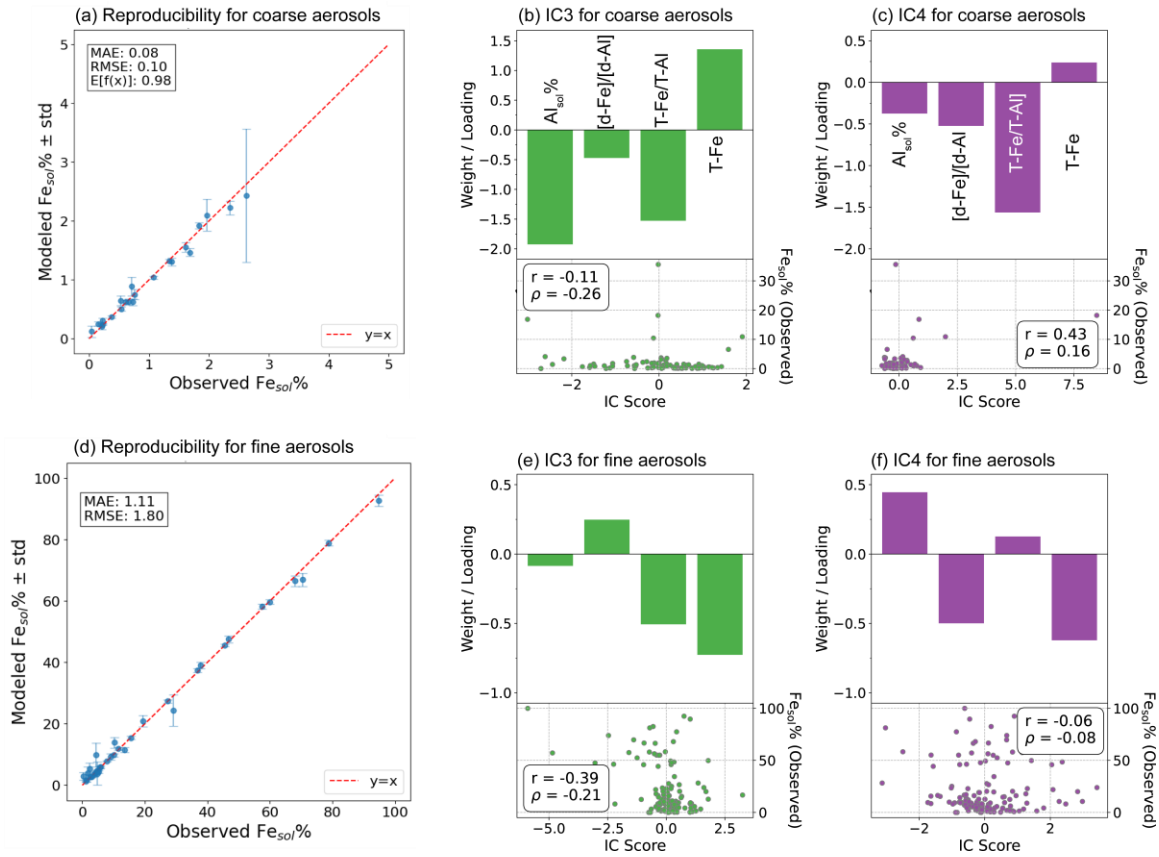 (a) Reproducibility for coarse aerosols
MAE: 0.08
RMSE: 0.10
E[f(x)]: 0.98
Modeled Fe_sol% ± std
5
4
3
2
1
0
y=x
0 1 2 3 4 5
Observed Fe_sol%
(b) IC3 for coarse aerosols
Weight / Loading
1.5
1.0
0.5
0.0
-0.5
-1.0
-1.5
-2.0
Al_sol%
[d-Fe]/[d-Al]
T-Fe/T-Al
T-Fe
r = -0.11
ρ = -0.26
30
20
10
0
Fe_sol% (Observed)
−2 0 2
IC Score
(c) IC4 for coarse aerosols
Weight / Loading
0.5
0.0
-0.5
-1.0
-1.5
-2.0
Al_sol%
[d-Fe]/[d-Al
T-Fe/T-Al]
T-Fe
r = 0.43
ρ = 0.16
30
20
10
0
Fe_sol% (Observed)
0.0 2.5 5.0 7.5
IC Score
(d) Reproducibility for fine aerosols
MAE: 1.11
RMSE: 1.80
Modeled Fe_sol% ± std
100
80
60
40
20
0
y=x
0 20 40 60 80 100
Observed Fe_sol%
(e) IC3 for fine aerosols
Weight / Loading
0.5
0.0
-0.5
-1.0
r = -0.39
ρ = -0.21
100
50
0
Fe_sol% (Observed)
−5.0 −2.5 0.0 2.5
IC Score
(f) IC4 for fine aerosols
Weight / Loading
0.5
0.0
-0.5
-1.0
r = -0.06
ρ = -0.08
100
50
0
Fe_sol% (Observed)
−2 0 2
IC Score